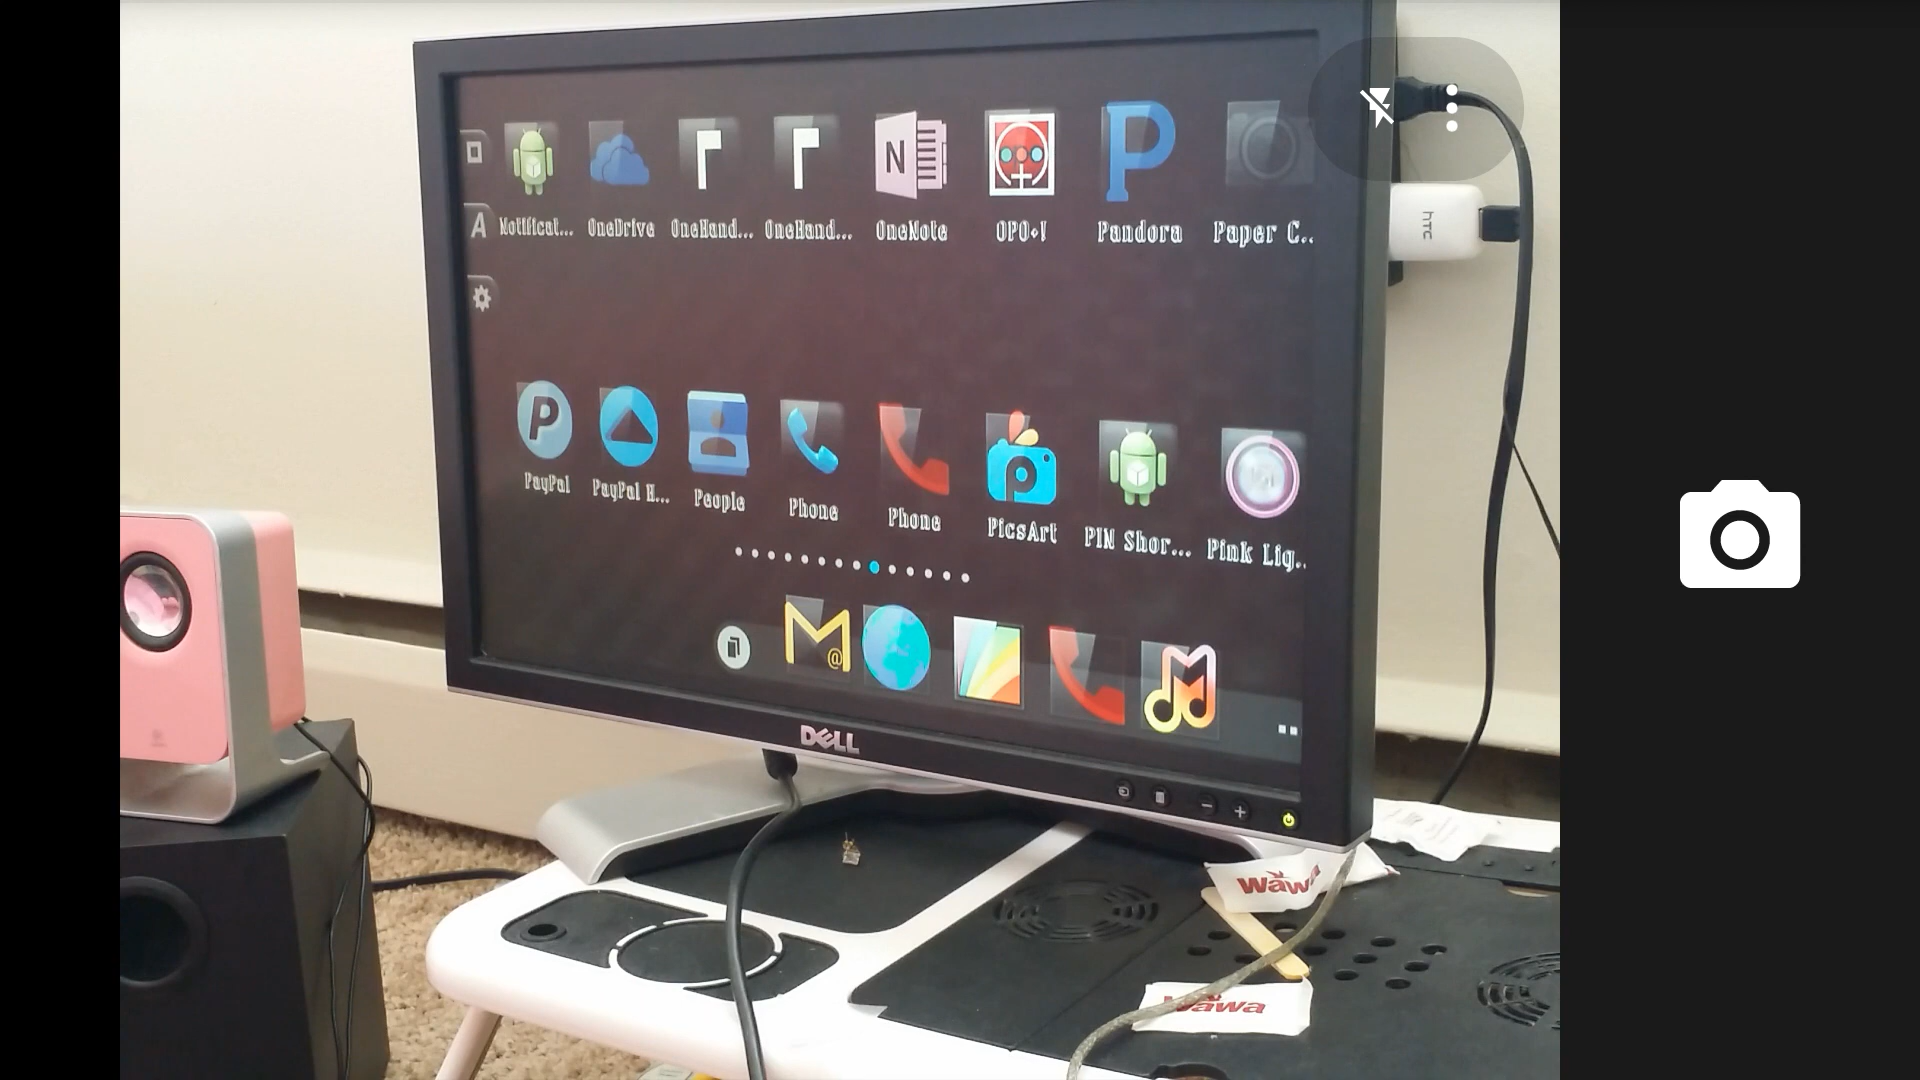 Notificat...
OneDrive
OneHand...
OneHand...
OneNote
OPO+!
Pandora
Paper C..
A
N
P
htc
PayPal
PayPal H...
People
Phone
Phone
PicsArt
PIN Shor...
Pink Lig..
P
P
M@
DELL
Wawa
Wawa